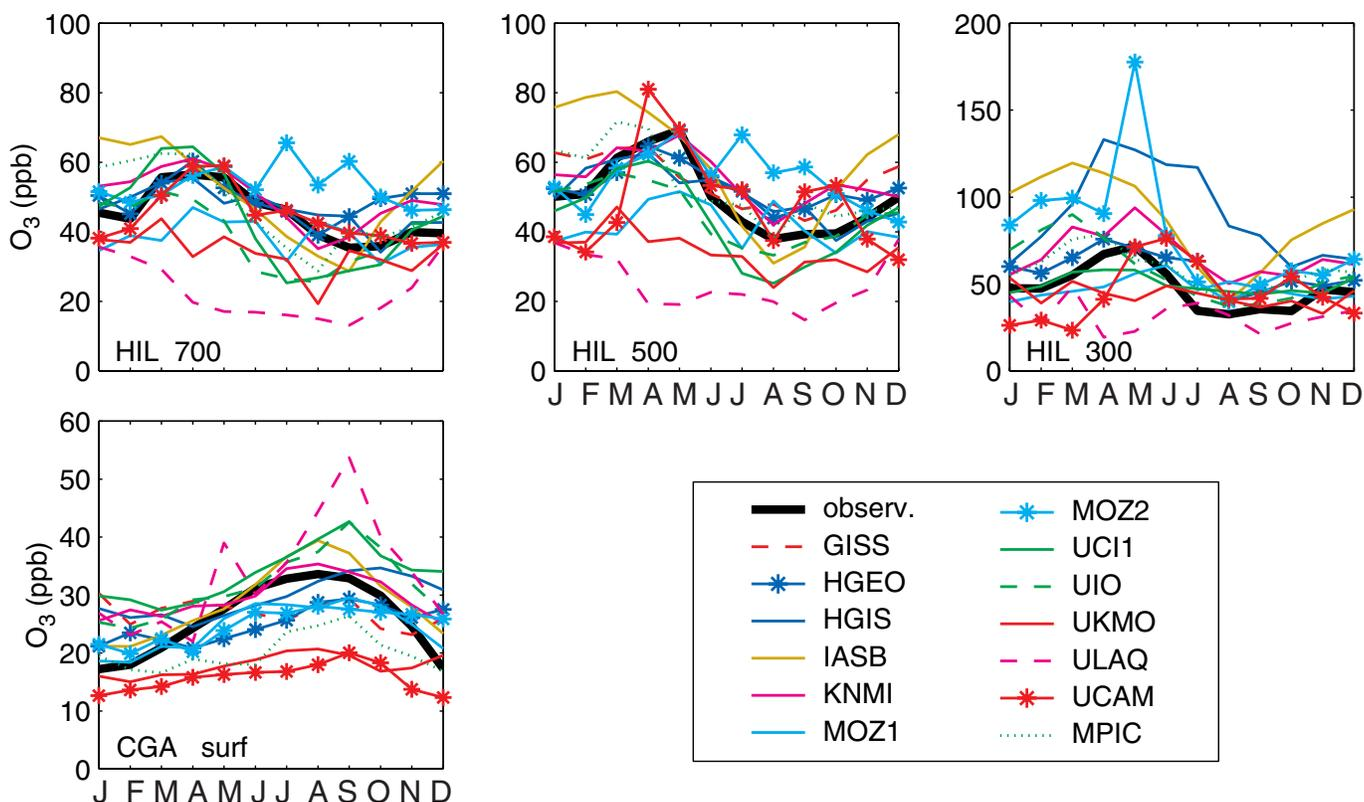 100
80
60
40
20
0
O3 (ppb)
HIL 700
100
80
60
40
20
0
HIL 500
J F M A M J J A S O N D
200
150
100
50
0
HIL 300
J F M A M J J A S O N D
60
50
40
30
20
10
0
O3 (ppb)
CGA surf
J F M A M J J A S O N D
observ.
GISS
HGEO
HGIS
IASB
KNMI
MOZ1
MOZ2
UCI1
UIO
UKMO
ULAQ
UCAM
MPIC